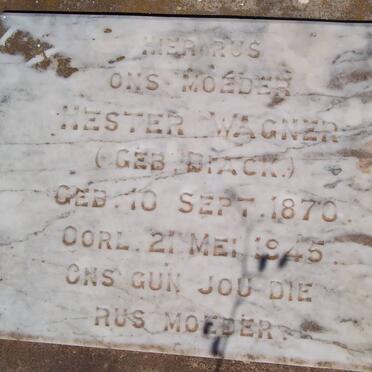 HIER RUS
ONS MOEDER
HESTER WAGNER
(GEB BLACK.)
GEB. 10 SEPT. 1870.
OORL. 21 MEI 1945.
ONS GUN JOU DIE
RUS MOEDER.